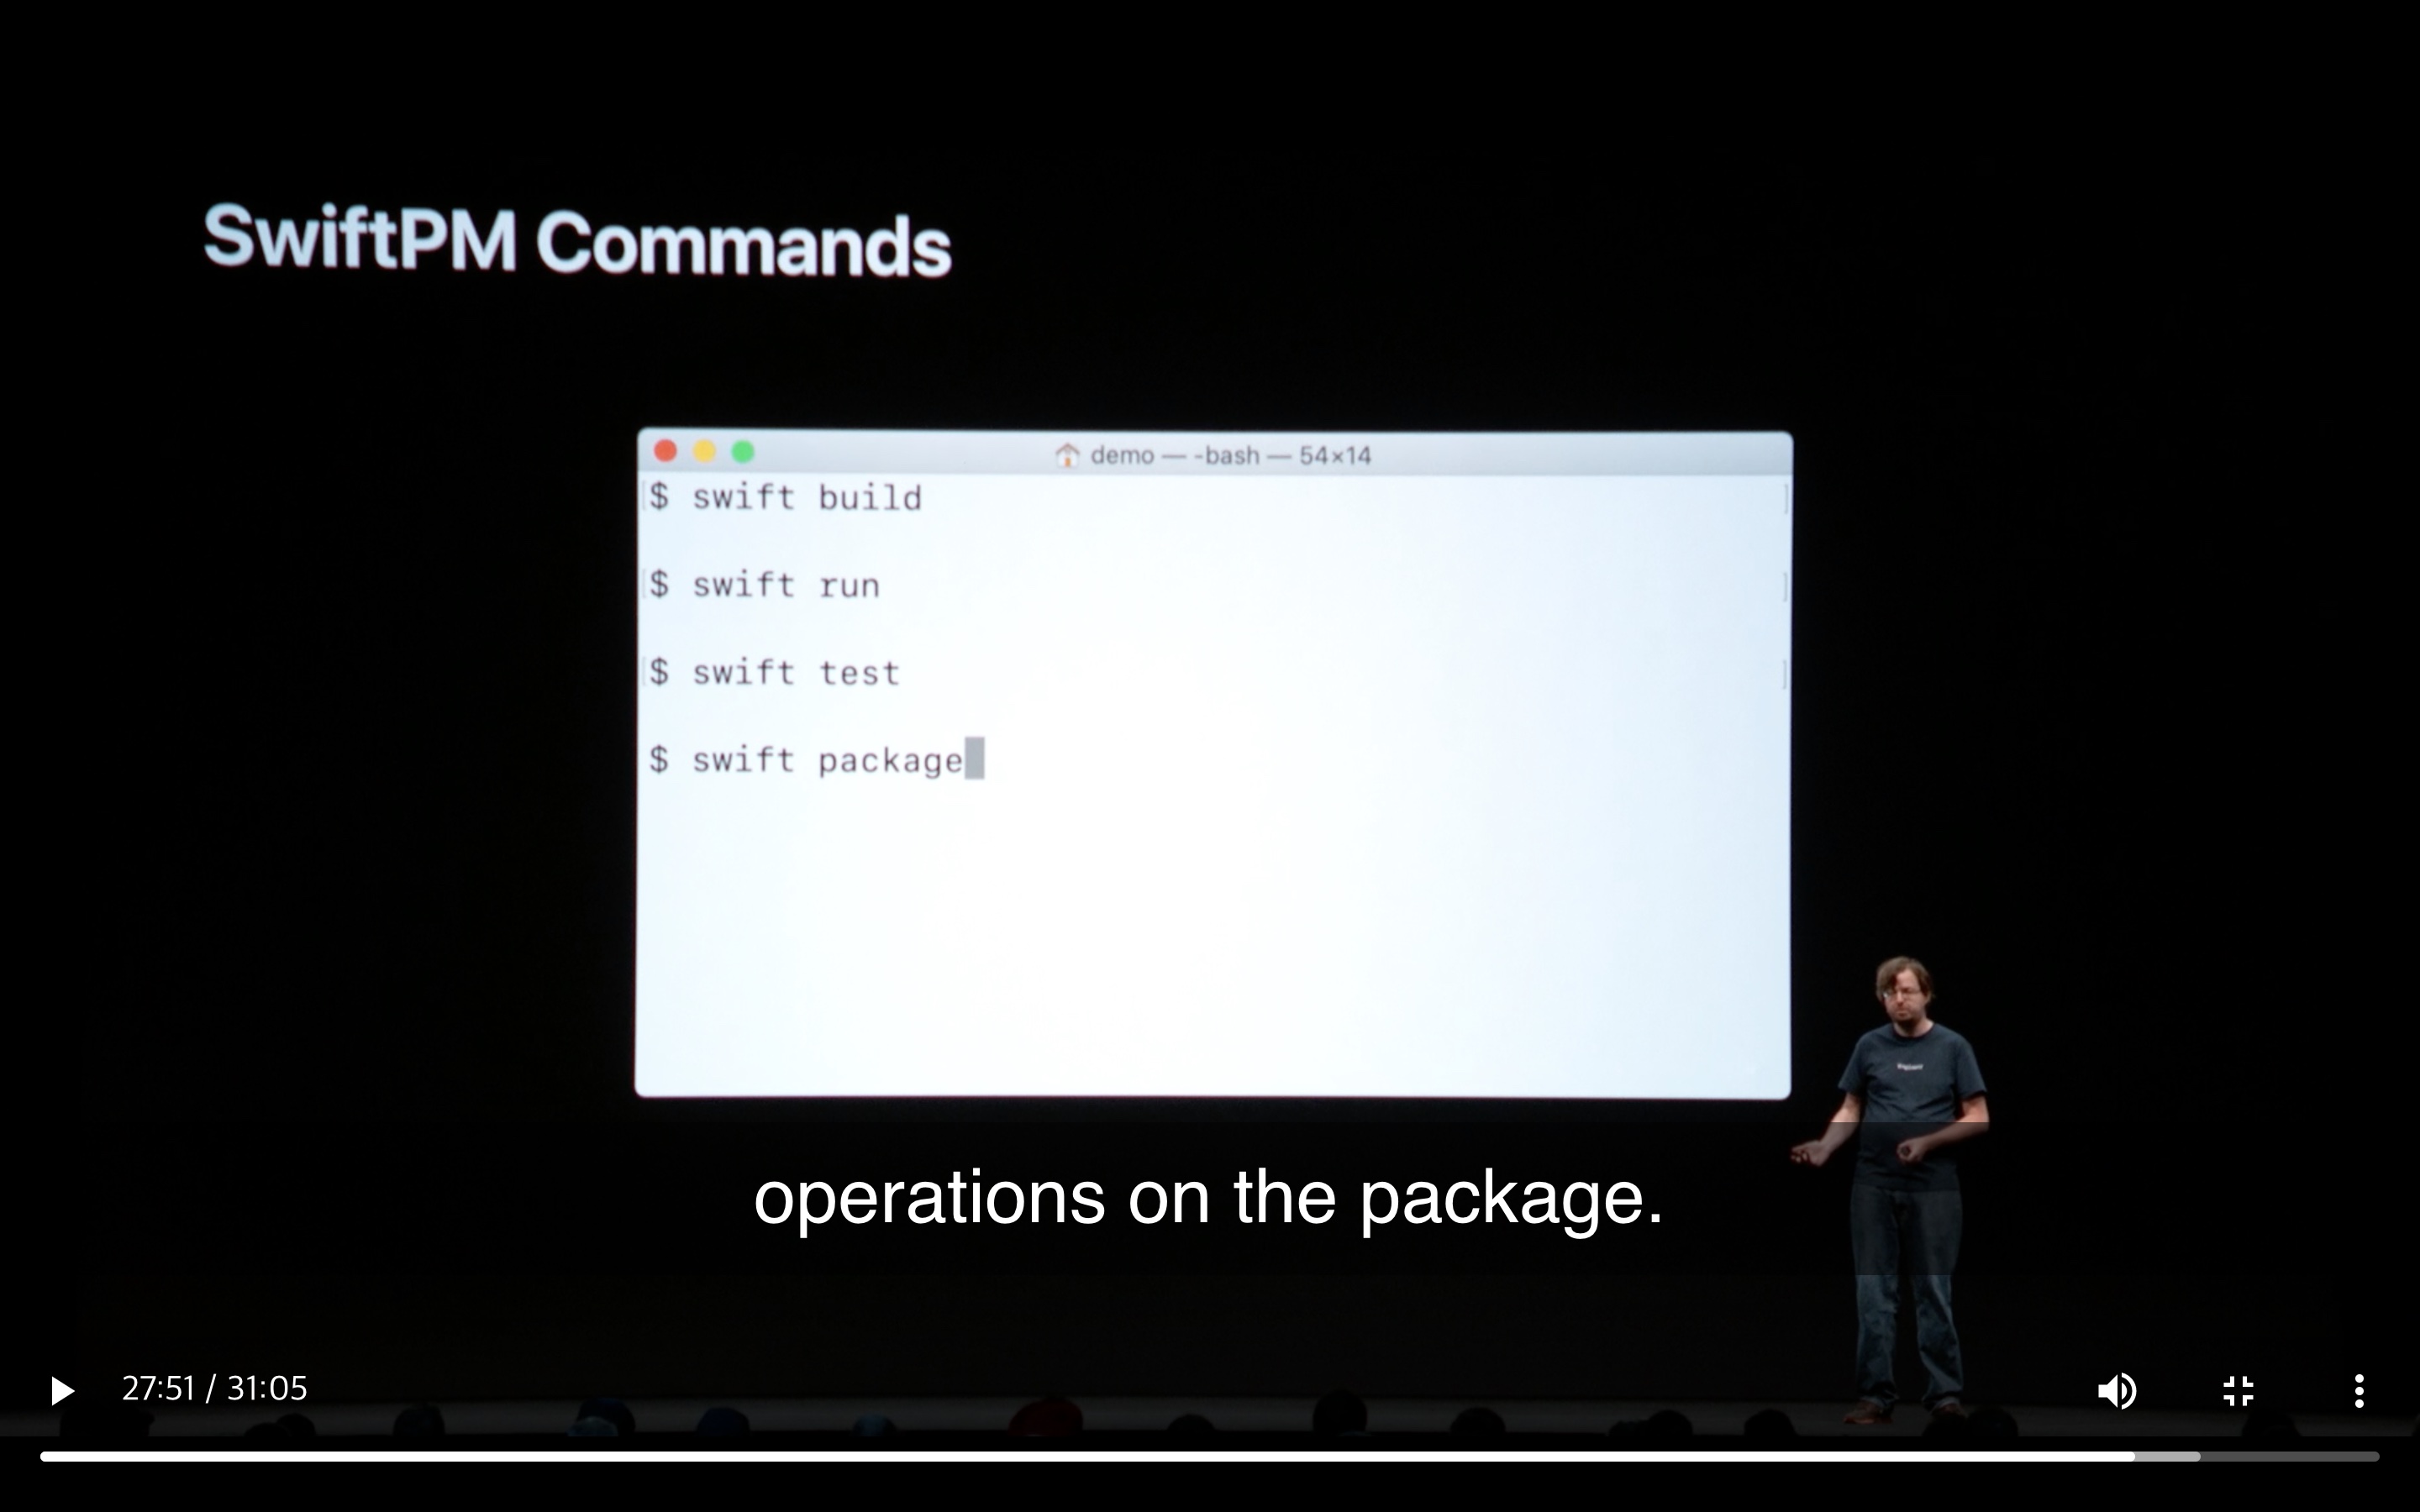 SwiftPM Commands
demo — -bash — 54×14
$ swift build
$ swift run
$ swift test
$ swift package
operations on the package.
27:51 / 31:05